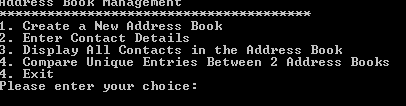 Address Book Management
***************************************
1. Create a New Address Book
2. Enter Contact Details
3. Display All Contacts in the Address Book
4. Compare Unique Entries Between 2 Address Books
4. Exit
Please enter your choice: